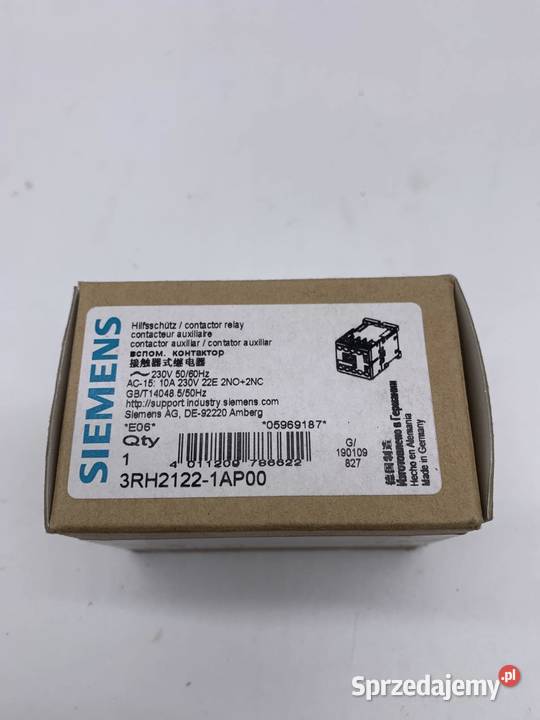 SIEMENS
Hilfsschütz / contactor relay
contacteur auxiliaire
contactor auxiliar / contator auxiliar
вспом. контактор
接触器式继电器
~ 230V 50/60Hz
AC-15: 10A 230V 22E 2NO+2NC
GB/T14048.5/50Hz
http://support.industry.siemens.com
Siemens AG, DE-92220 Amberg
*E06* *05969187*
Qty
1
4 011209 786622
G/
190109
827
3RH2122-1AP00
德国制造
Изготовлено в Германии
Hecho en Alemania
Made in Germany
Sprzedajemy.pl